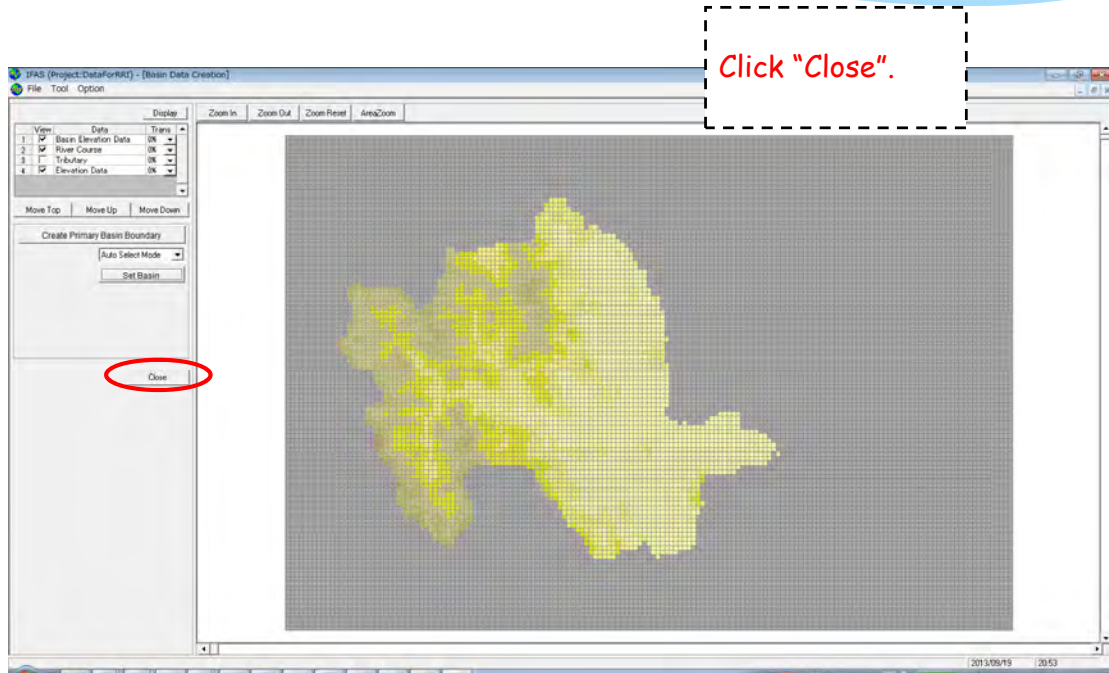 Click “Close”.
IFAS (Project:DataForRRI) - [Basin Data Creation]
File Tool Option
Display
Zoom In Zoom Out Zoom Reset AreaZoom
View Data Trans
1 Basin Elevation Data 0%
2 River Course 0%
3 Tributary 0%
4 Elevation Data 0%
Move Top Move Up Move Down
Create Primary Basin Boundary
Auto Select Mode
Set Basin
Close
2013/09/19 20:53